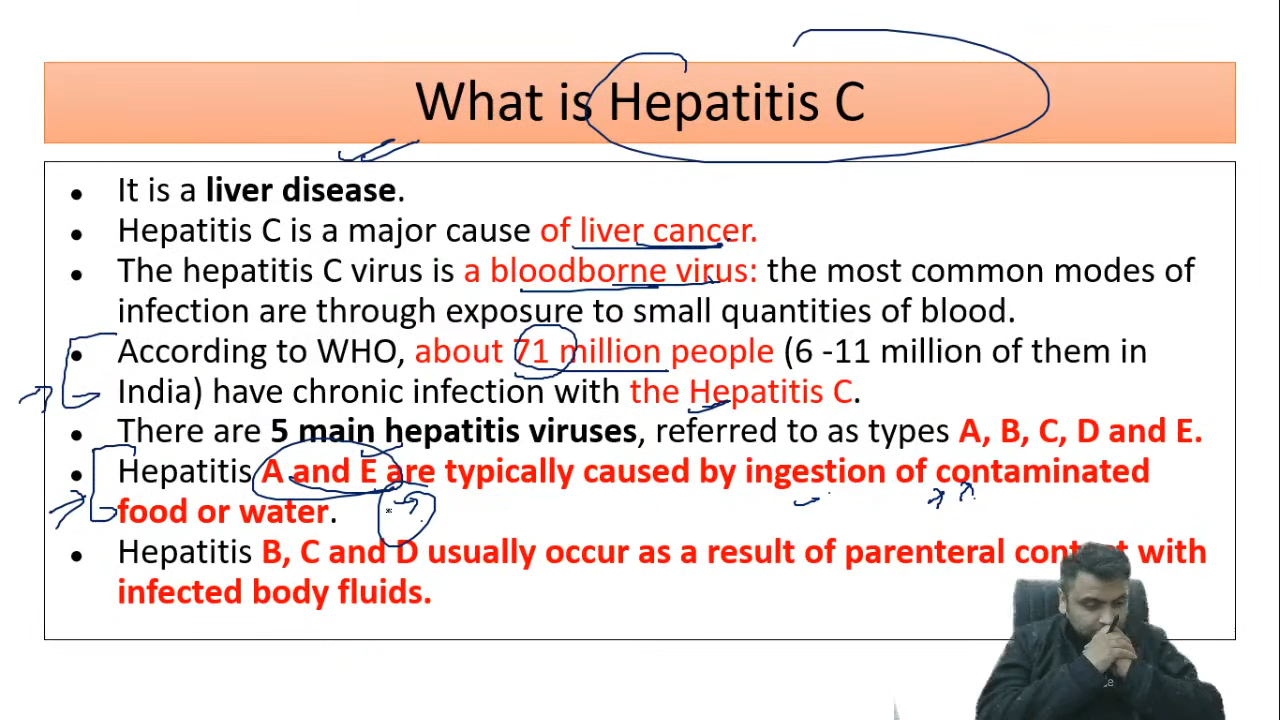 What is Hepatitis C
• It is a liver disease.
• Hepatitis C is a major cause of liver cancer.
• The hepatitis C virus is a bloodborne virus: the most common modes of
infection are through exposure to small quantities of blood.
• According to WHO, about 71 million people (6 -11 million of them in
India) have chronic infection with the Hepatitis C.
• There are 5 main hepatitis viruses, referred to as types A, B, C, D and E.
• Hepatitis A and E are typically caused by ingestion of contaminated
food or water.
• Hepatitis B, C and D usually occur as a result of parenteral contact with
infected body fluids.